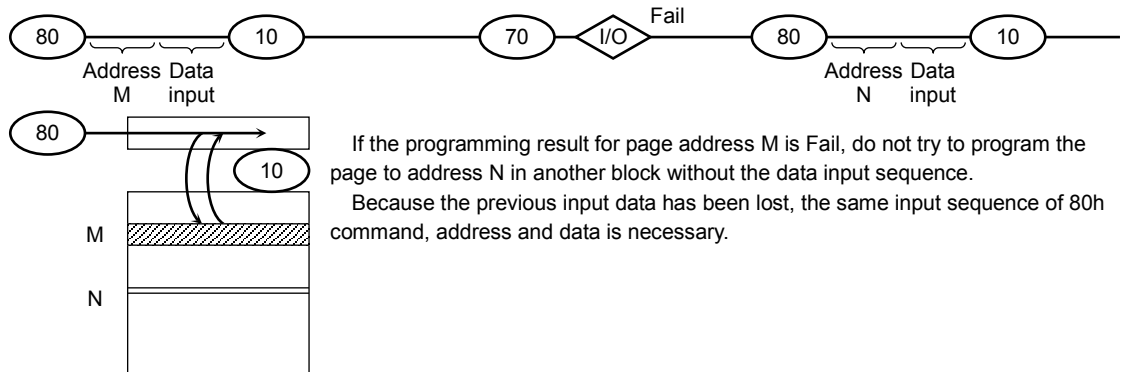 Fail
80 10 70 I/O 80 10
Address Data Address Data
M input N input
80
10
If the programming result for page address M is Fail, do not try to program the
page to address N in another block without the data input sequence.
Because the previous input data has been lost, the same input sequence of 80h
command, address and data is necessary.
M
N